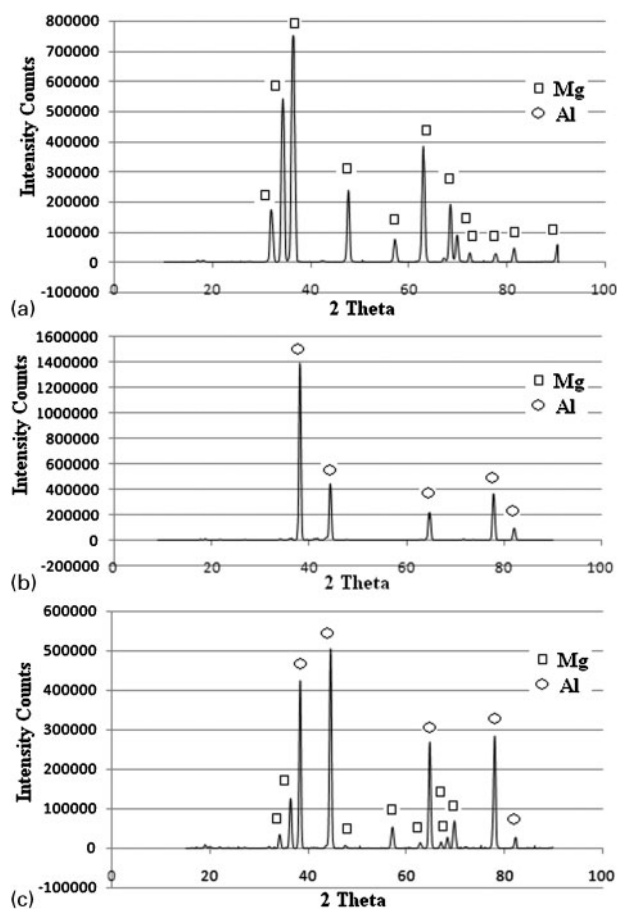 800000
700000
600000
500000
400000
300000
200000
100000
0
-100000
Intensity Counts
Mg
Al
0 20 40 60 80 100
2 Theta
(a)
1600000
1400000
1200000
1000000
800000
600000
400000
200000
0
-200000
Intensity Counts
Mg
Al
0 20 40 60 80 100
2 Theta
(b)
600000
500000
400000
300000
200000
100000
0
-100000
Intensity Counts
Mg
Al
0 20 40 60 80 100
2 Theta
(c)